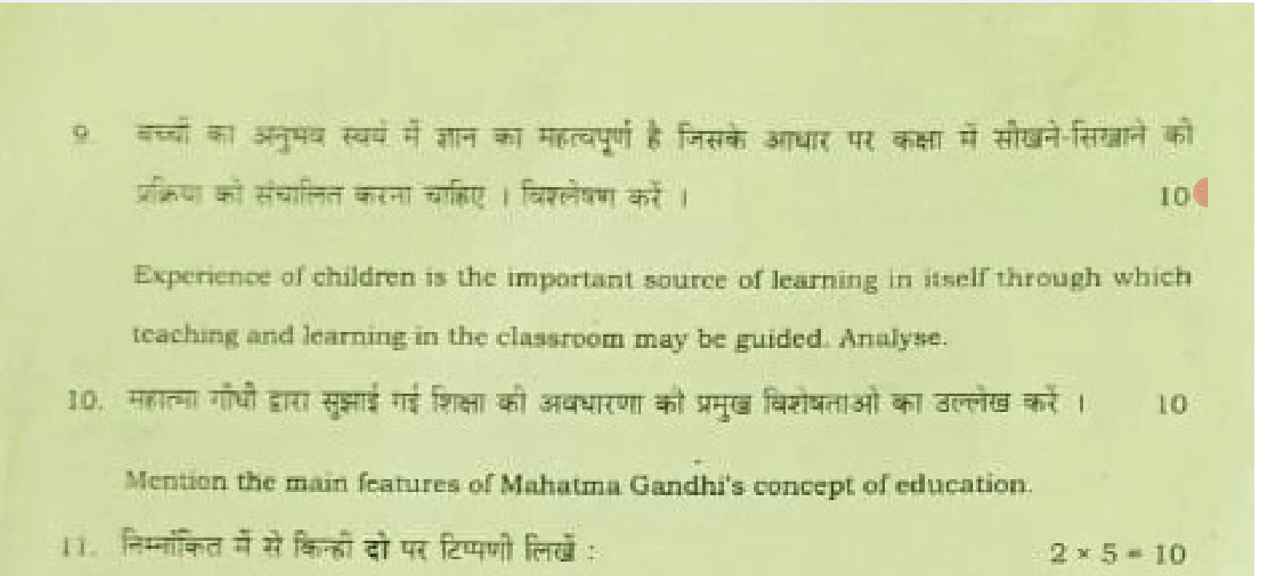 9. बच्चों का अनुभव स्वयं में ज्ञान का महत्वपूर्ण है जिसके आधार पर कक्षा में सीखने-सिखाने की
प्रक्रिया को संचालित करना चाहिए । विश्लेषण करें । 10
Experience of children is the important source of learning in itself through which
teaching and learning in the classroom may be guided. Analyse.
10. महात्मा गाँधी द्वारा सुझाई गई शिक्षा की अवधारणा की प्रमुख विशेषताओं का उल्लेख करें । 10
Mention the main features of Mahatma Gandhi's concept of education.
11. निम्नांकित में से किन्हीं दो पर टिप्पणी लिखें : 2 × 5 = 10